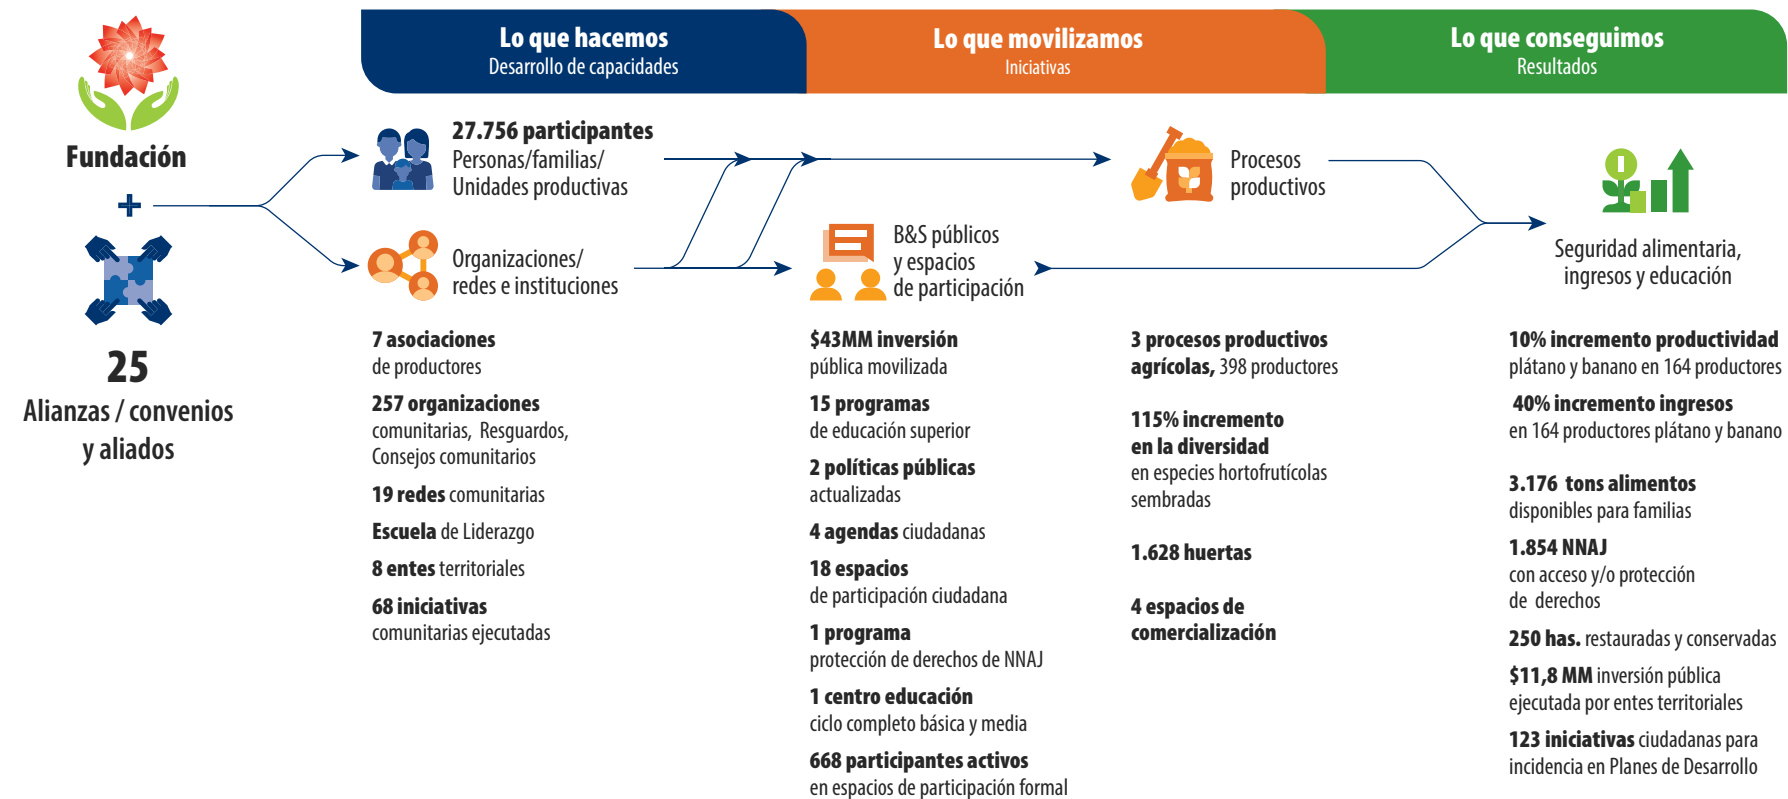 Fundación
+
25
Alianzas / convenios
y aliados
Lo que hacemos
Desarrollo de capacidades
Lo que movilizamos
Iniciativas
Lo que conseguimos
Resultados
27.756 participantes
Personas/familias/
Unidades productivas
Organizaciones/
redes e instituciones
B&S públicos
y espacios
de participación
Procesos
productivos
Seguridad alimentaria,
ingresos y educación
7 asociaciones
de productores
257 organizaciones
comunitarias, Resguardos,
Consejos comunitarios
19 redes comunitarias
Escuela de Liderazgo
8 entes territoriales
68 iniciativas
comunitarias ejecutadas
$43MM inversión
pública movilizada
15 programas
de educación superior
2 políticas públicas
actualizadas
4 agendas ciudadanas
18 espacios
de participación ciudadana
1 programa
protección de derechos de NNAJ
1 centro educación
ciclo completo básica y media
668 participantes activos
en espacios de participación formal
3 procesos productivos
agrícolas, 398 productores
115% incremento
en la diversidad
en especies hortofrutícolas
sembradas
1.628 huertas
4 espacios de
comercialización
10% incremento productividad
plátano y banano en 164 productores
40% incremento ingresos
en 164 productores plátano y banano
3.176 tons alimentos
disponibles para familias
1.854 NNAJ
con acceso y/o protección
de derechos
250 has. restauradas y conservadas
$11,8 MM inversión pública
ejecutada por entes territoriales
123 iniciativas ciudadanas para
incidencia en Planes de Desarrollo